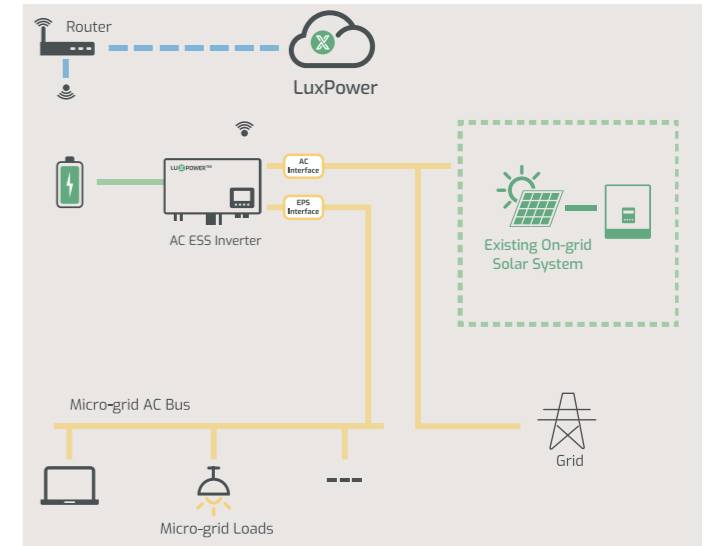 Router
LuxPower
LUXPOWERTEK
AC
Interface
EPS
Interface
AC ESS Inverter
Existing On-grid
Solar System
Micro-grid AC Bus
Grid
Micro-grid Loads